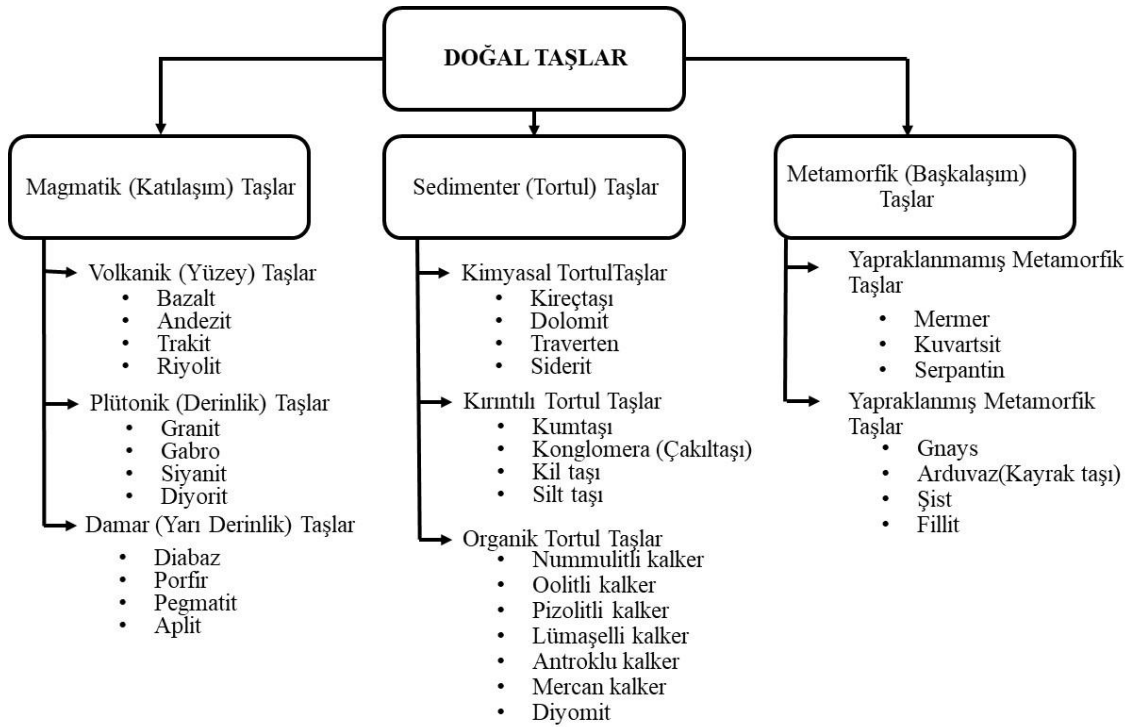 DOĞAL TAŞLAR
Magmatik (Katılaşım) Taşlar
Volkanik (Yüzey) Taşlar
• Bazalt
• Andezit
• Trakit
• Riyolit
Plütonik (Derinlik) Taşlar
• Granit
• Gabro
• Siyanit
• Diyorit
Damar (Yarı Derinlik) Taşlar
• Diabaz
• Porfir
• Pegmatit
• Aplit
Sedimenter (Tortul) Taşlar
Kimyasal TortulTaşlar
• Kireçtaşı
• Dolomit
• Traverten
• Siderit
Kırıntılı Tortul Taşlar
• Kumtaşı
• Konglomera (Çakıltaşı)
• Kil taşı
• Silt taşı
Organik Tortul Taşlar
• Nummulitli kalker
• Oolitli kalker
• Pizolitli kalker
• Lümaşelli kalker
• Antroklu kalker
• Mercan kalker
• Diyomit
Metamorfik (Başkalaşım)
Taşlar
Yapraklanmamış Metamorfik
Taşlar
• Mermer
• Kuvartsit
• Serpantin
Yapraklanmış Metamorfik
Taşlar
• Gnays
• Arduvaz(Kayrak taşı)
• Şist
• Fillit